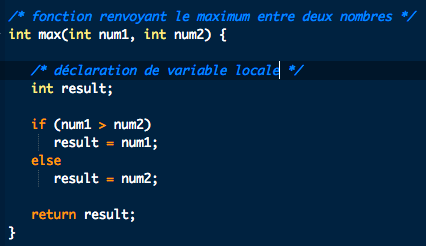 /* fonction renvoyant le maximum entre deux nombres */
int max(int num1, int num2) {
/* déclaration de variable locale */
int result;
if (num1 > num2)
result = num1;
else
result = num2;
return result;
}